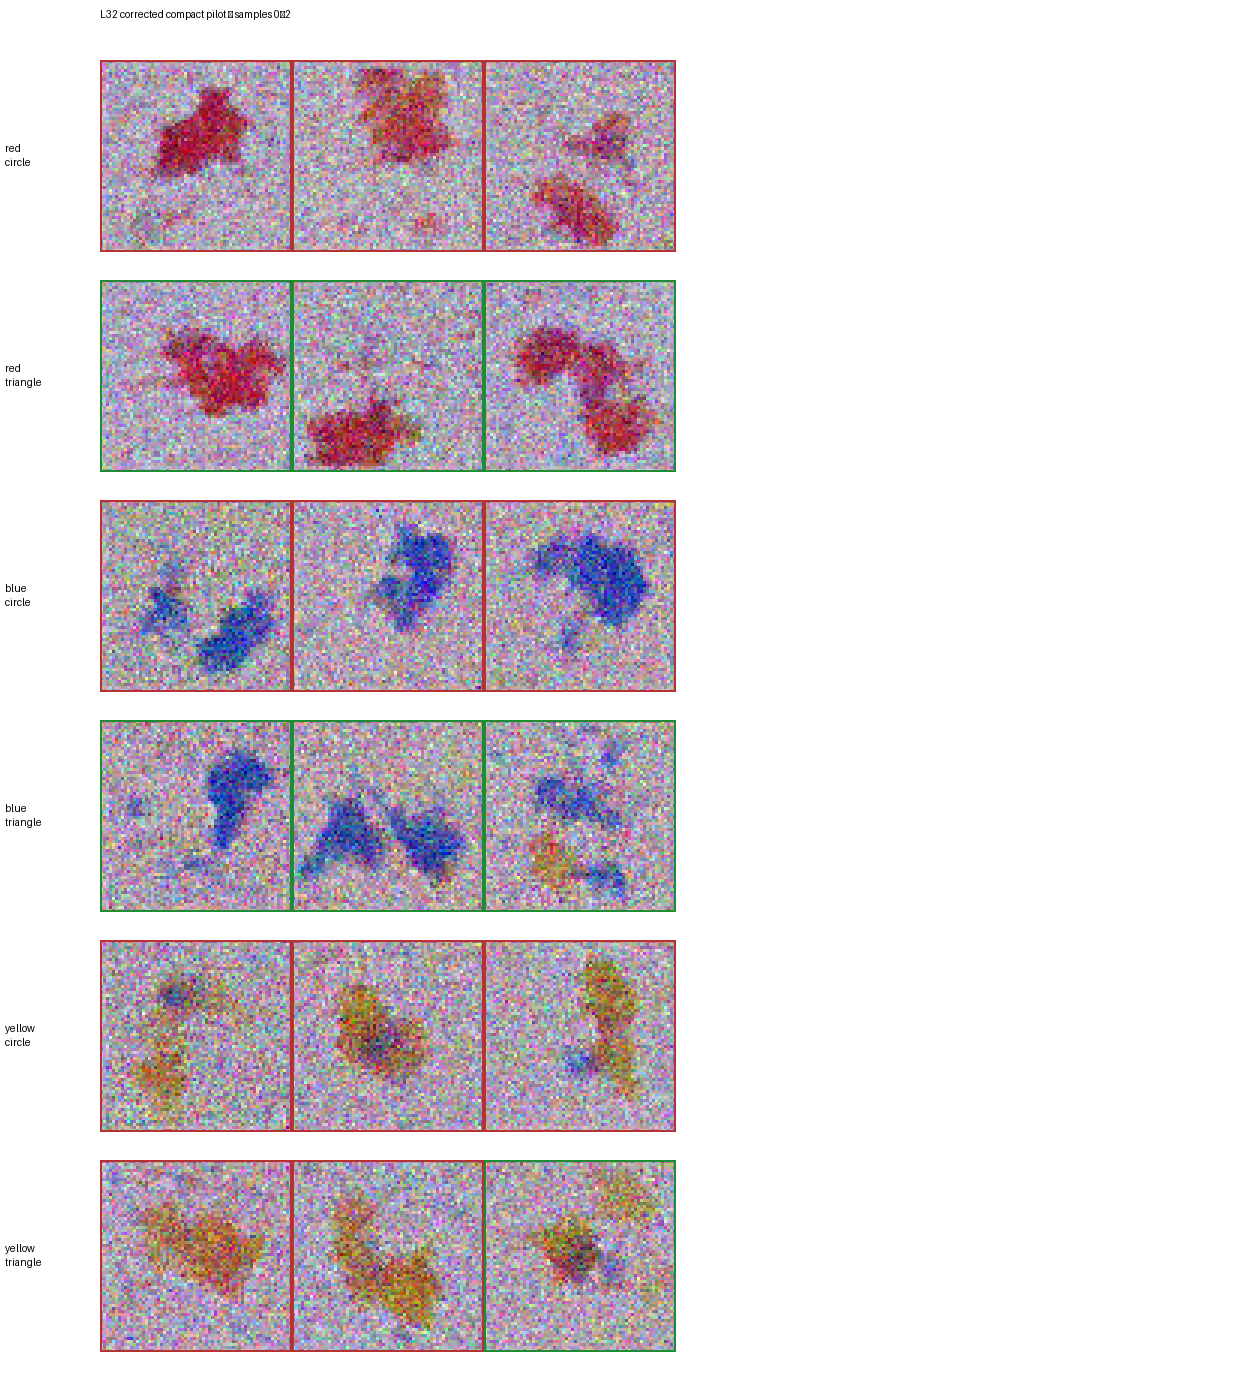 L32 corrected compact pilot □ samples 0□2
red
circle
red
triangle
blue
circle
blue
triangle
yellow
circle
yellow
triangle